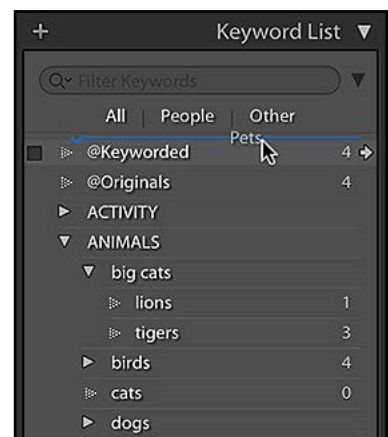 + Keyword List ▼
Filter Keywords
All | People | Other
Pets
@Keyworded 4
@Originals 4
ACTIVITY
ANIMALS
big cats
lions 1
tigers 3
birds 4
cats 0
dogs